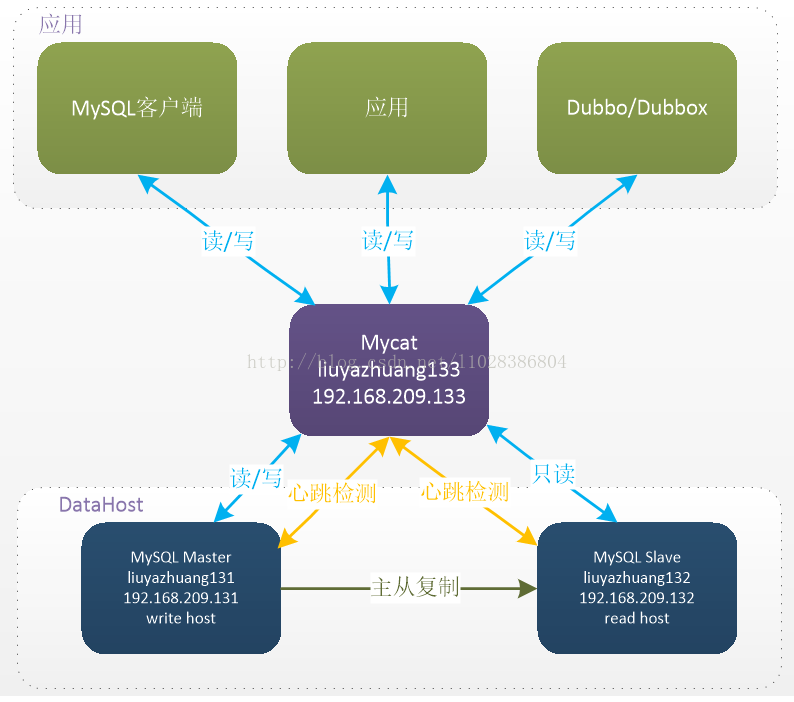 应用
MySQL客户端
应用
Dubbo/Dubbox
读/写
读/写
读/写
Mycat
liuyazhuang133
192.168.209.133
http://blog.csdn.net/l1028386804
读/写
心跳检测
心跳检测
只读
DataHost
MySQL Master
liuyazhuang131
192.168.209.131
write host
主从复制
MySQL Slave
liuyazhuang132
192.168.209.132
read host